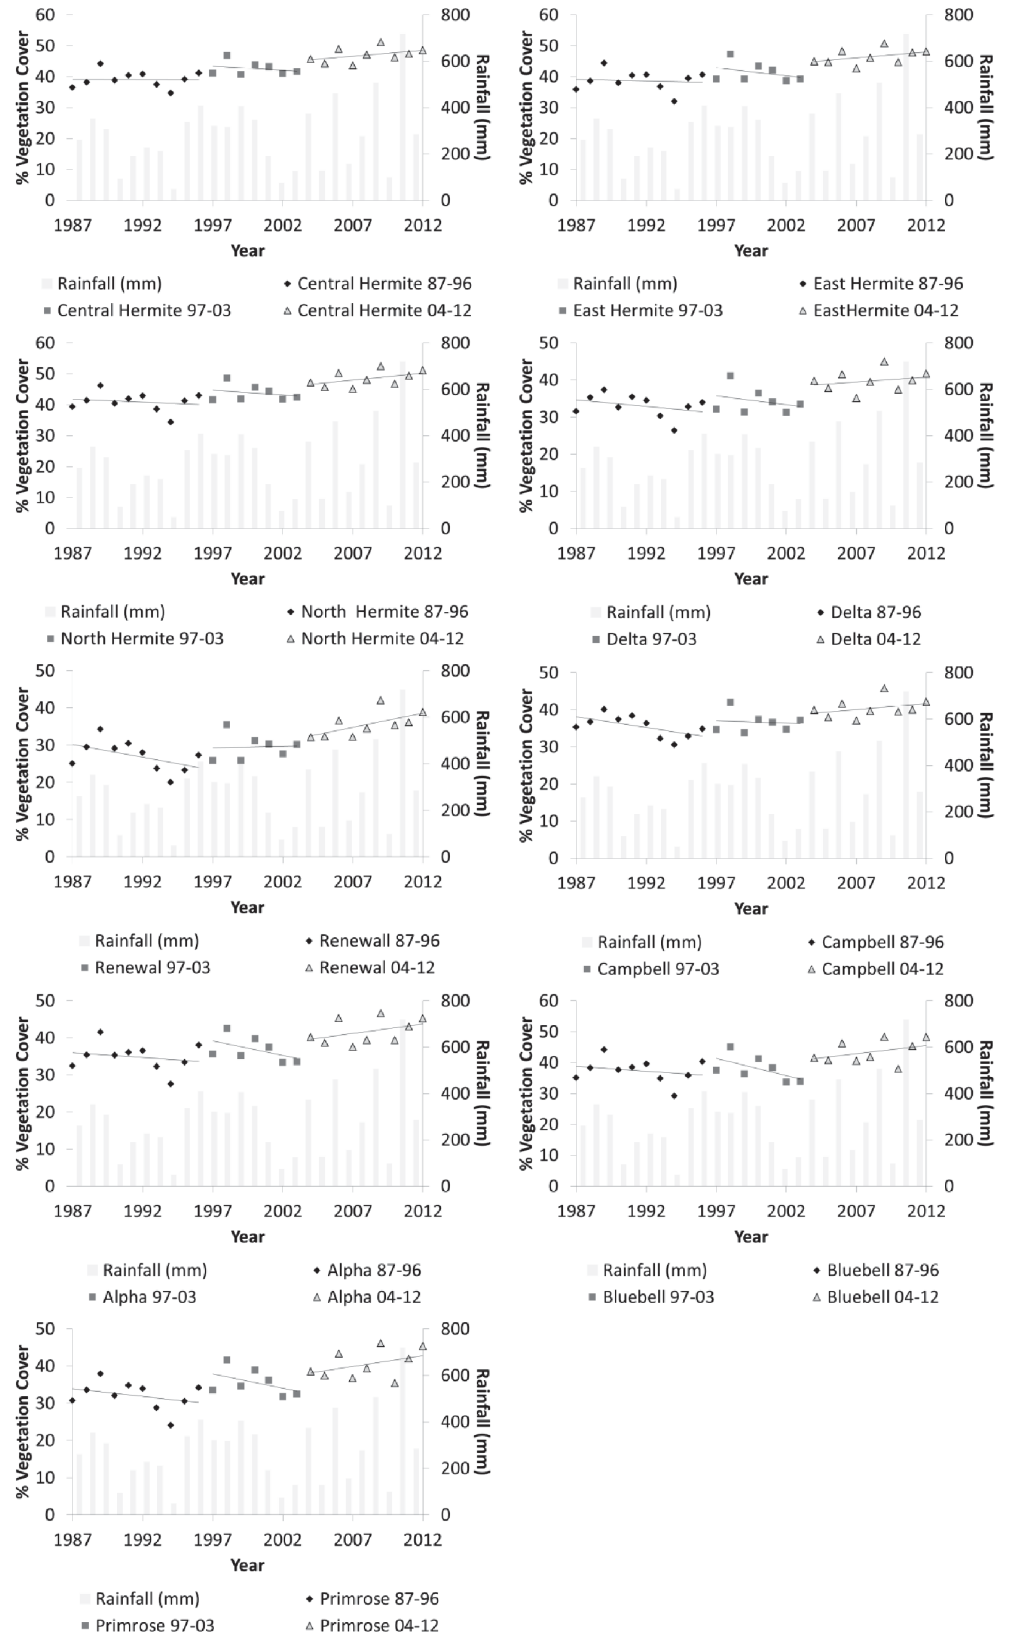 60 50 40 30 20 10 0
% Vegetation Cover
800 600 400 200 0
Rainfall (mm)
1987 1992 1997 2002 2007 2012
Year
Rainfall (mm) Central Hermite 87-96
Central Hermite 97-03 Central Hermite 04-12
60 50 40 30 20 10 0
% Vegetation Cover
800 600 400 200 0
Rainfall (mm)
1987 1992 1997 2002 2007 2012
Year
Rainfall (mm) East Hermite 87-96
East Hermite 97-03 EastHermite 04-12
60 50 40 30 20 10 0
% Vegetation Cover
800 600 400 200 0
Rainfall (mm)
1987 1992 1997 2002 2007 2012
Year
Rainfall (mm) North Hermite 87-96
North Hermite 97-03 North Hermite 04-12
50 40 30 20 10 0
% Vegetation Cover
800 600 400 200 0
Rainfall (mm)
1987 1992 1997 2002 2007 2012
Year
Rainfall (mm) Delta 87-96
Delta 97-03 Delta 04-12
50 40 30 20 10 0
% Vegetation Cover
800 600 400 200 0
Rainfall (mm)
1987 1992 1997 2002 2007 2012
Year
Rainfall (mm) Renewall 87-96
Renewal 97-03 Renewal 04-12
50 40 30 20 10 0
% Vegetation Cover
800 600 400 200 0
Rainfall (mm)
1987 1992 1997 2002 2007 2012
Year
Rainfall (mm) Campbell 87-96
Campbell 97-03 Campbell 04-12
50 40 30 20 10 0
% Vegetation Cover
800 600 400 200 0
Rainfall (mm)
1987 1992 1997 2002 2007 2012
Year
Rainfall (mm) Alpha 87-96
Alpha 97-03 Alpha 04-12
60 50 40 30 20 10 0
% Vegetation Cover
800 600 400 200 0
Rainfall (mm)
1987 1992 1997 2002 2007 2012
Year
Rainfall (mm) Bluebell 87-96
Bluebell 97-03 Bluebell 04-12
50 40 30 20 10 0
% Vegetation Cover
800 600 400 200 0
Rainfall (mm)
1987 1992 1997 2002 2007 2012
Year
Rainfall (mm) Primrose 87-96
Primrose 97-03 Primrose 04-12